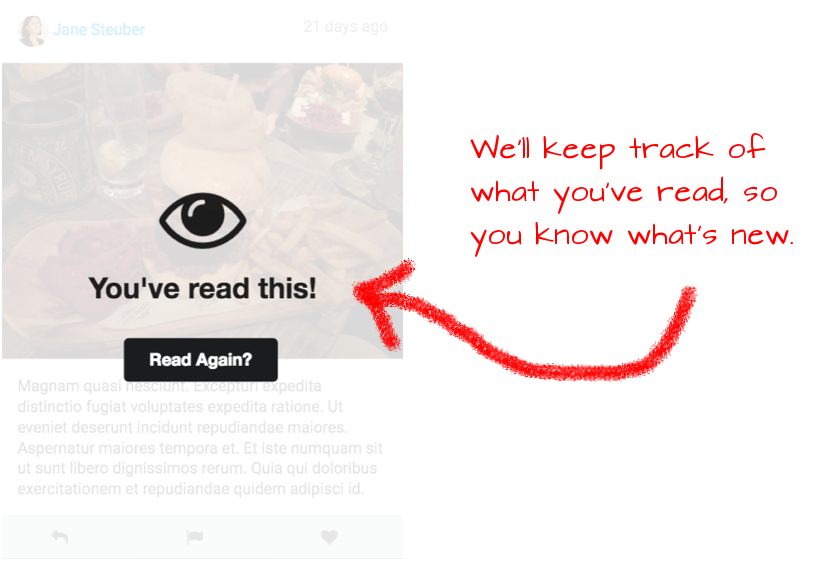 Jane Steuber
21 days ago
We'll keep track of
what you've read, so
you know what's new.
You've read this!
Read Again?
Magnam quasi nesciunt. Excepturi expedita
distinctio fugiat voluptates expedita ratione. Ut
eveniet deserunt incidunt repudiandae maiores.
Aspernatur maiores tempora et. Et iste numquam sit
ut sunt libero dignissimos rerum. Quia qui doloribus
exercitationem et repudiandae quidem adipisci id.